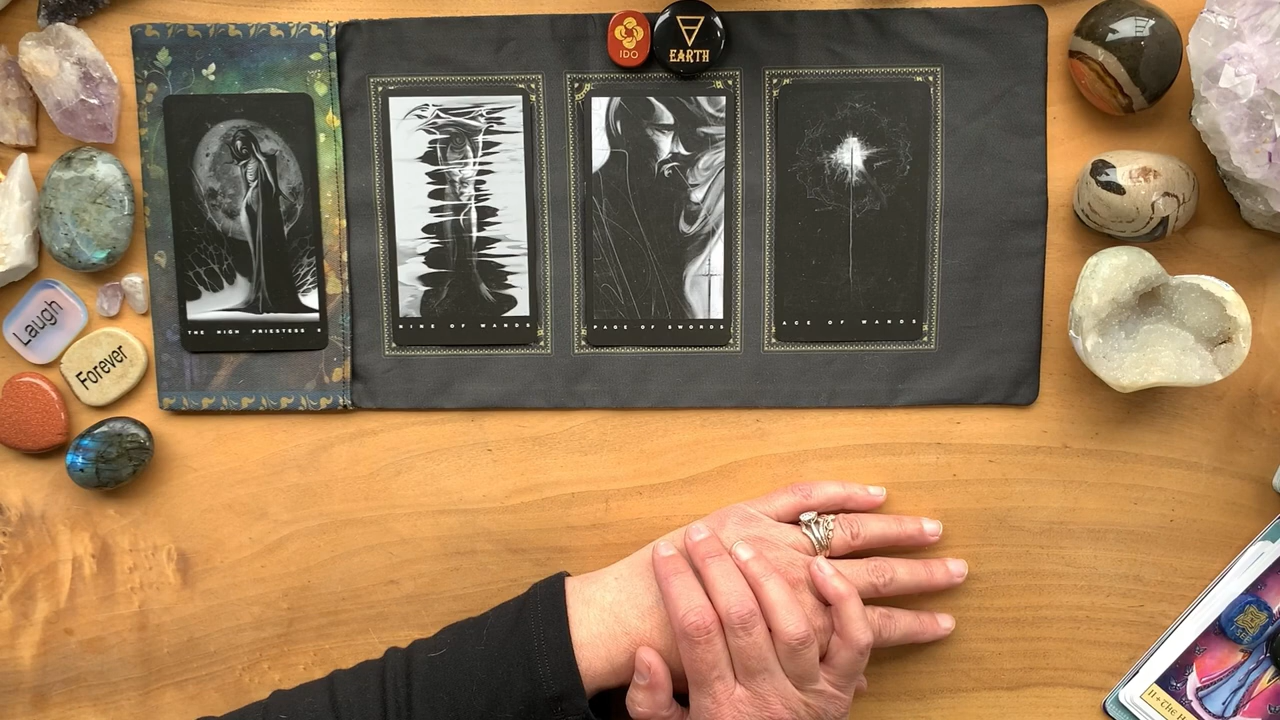 IDO
EARTH
THE HIGH PRIESTESS
NINE OF WANDS
PAGE OF SWORDS
ACE OF WANDS
Laugh
Forever